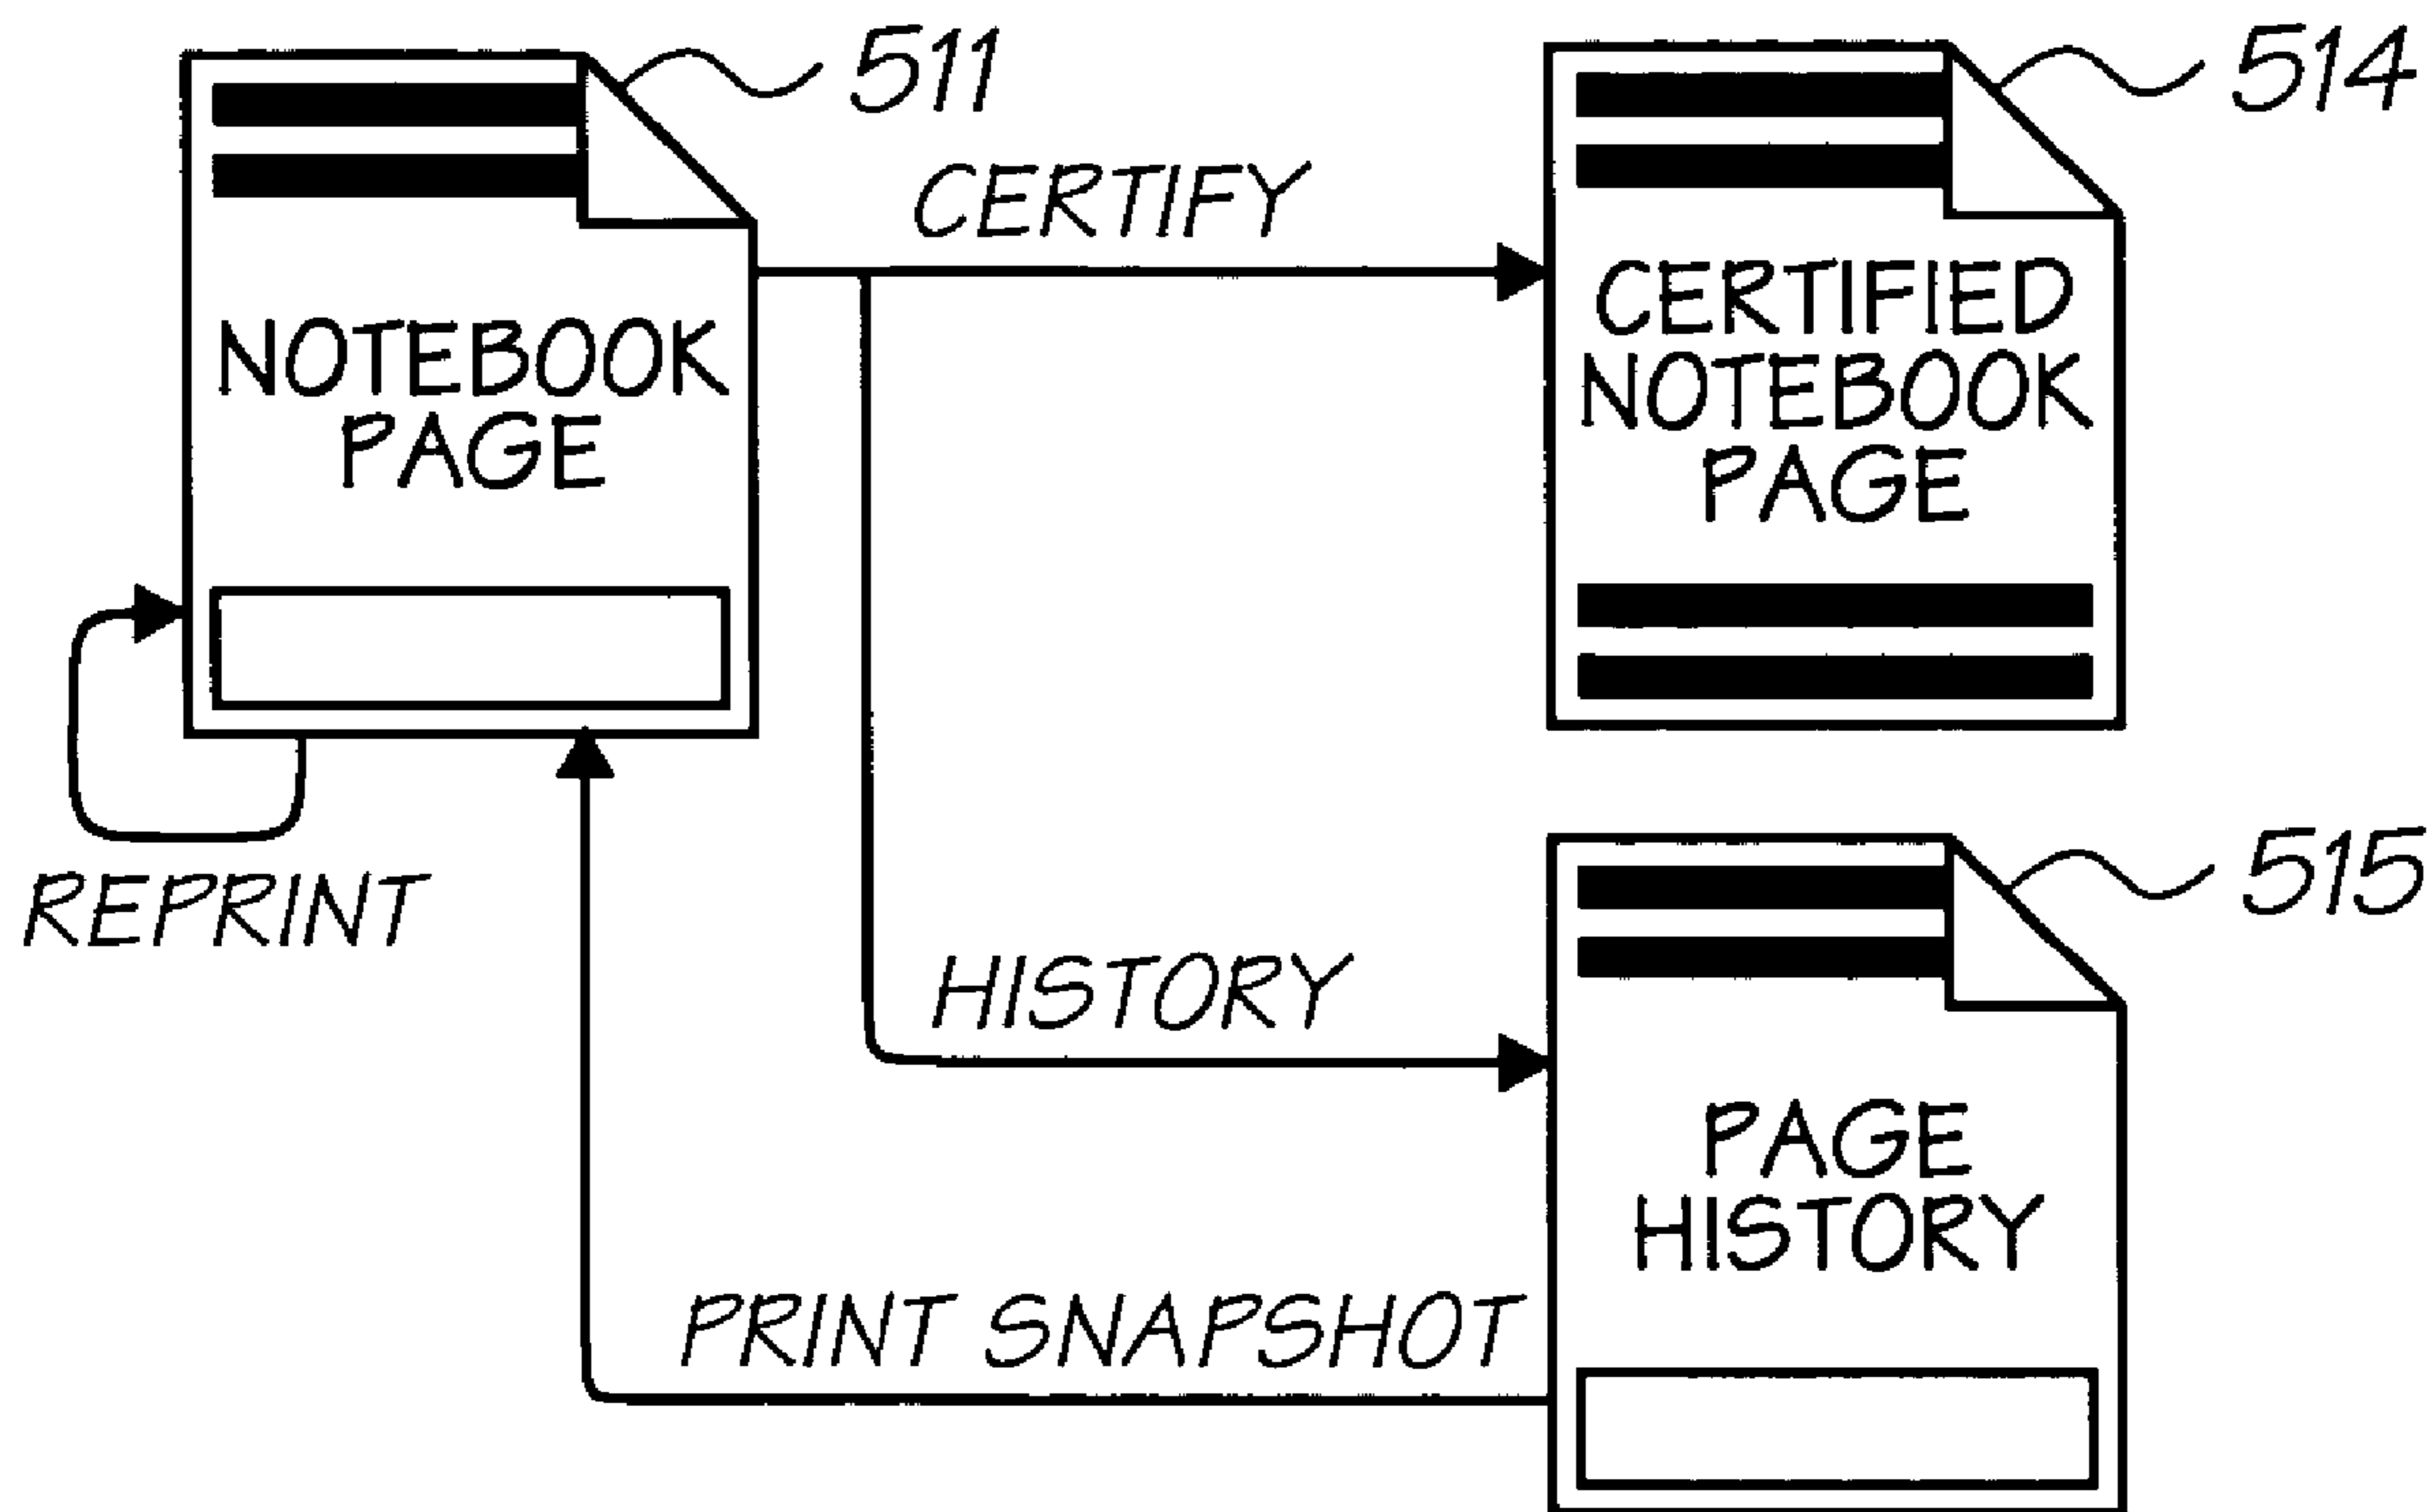 511
514
CERTIFY
NOTEBOOK
PAGE
CERTIFIED
NOTEBOOK
PAGE
REPRINT
515
HISTORY
PAGE
HISTORY
PRINT SNAPSHOT